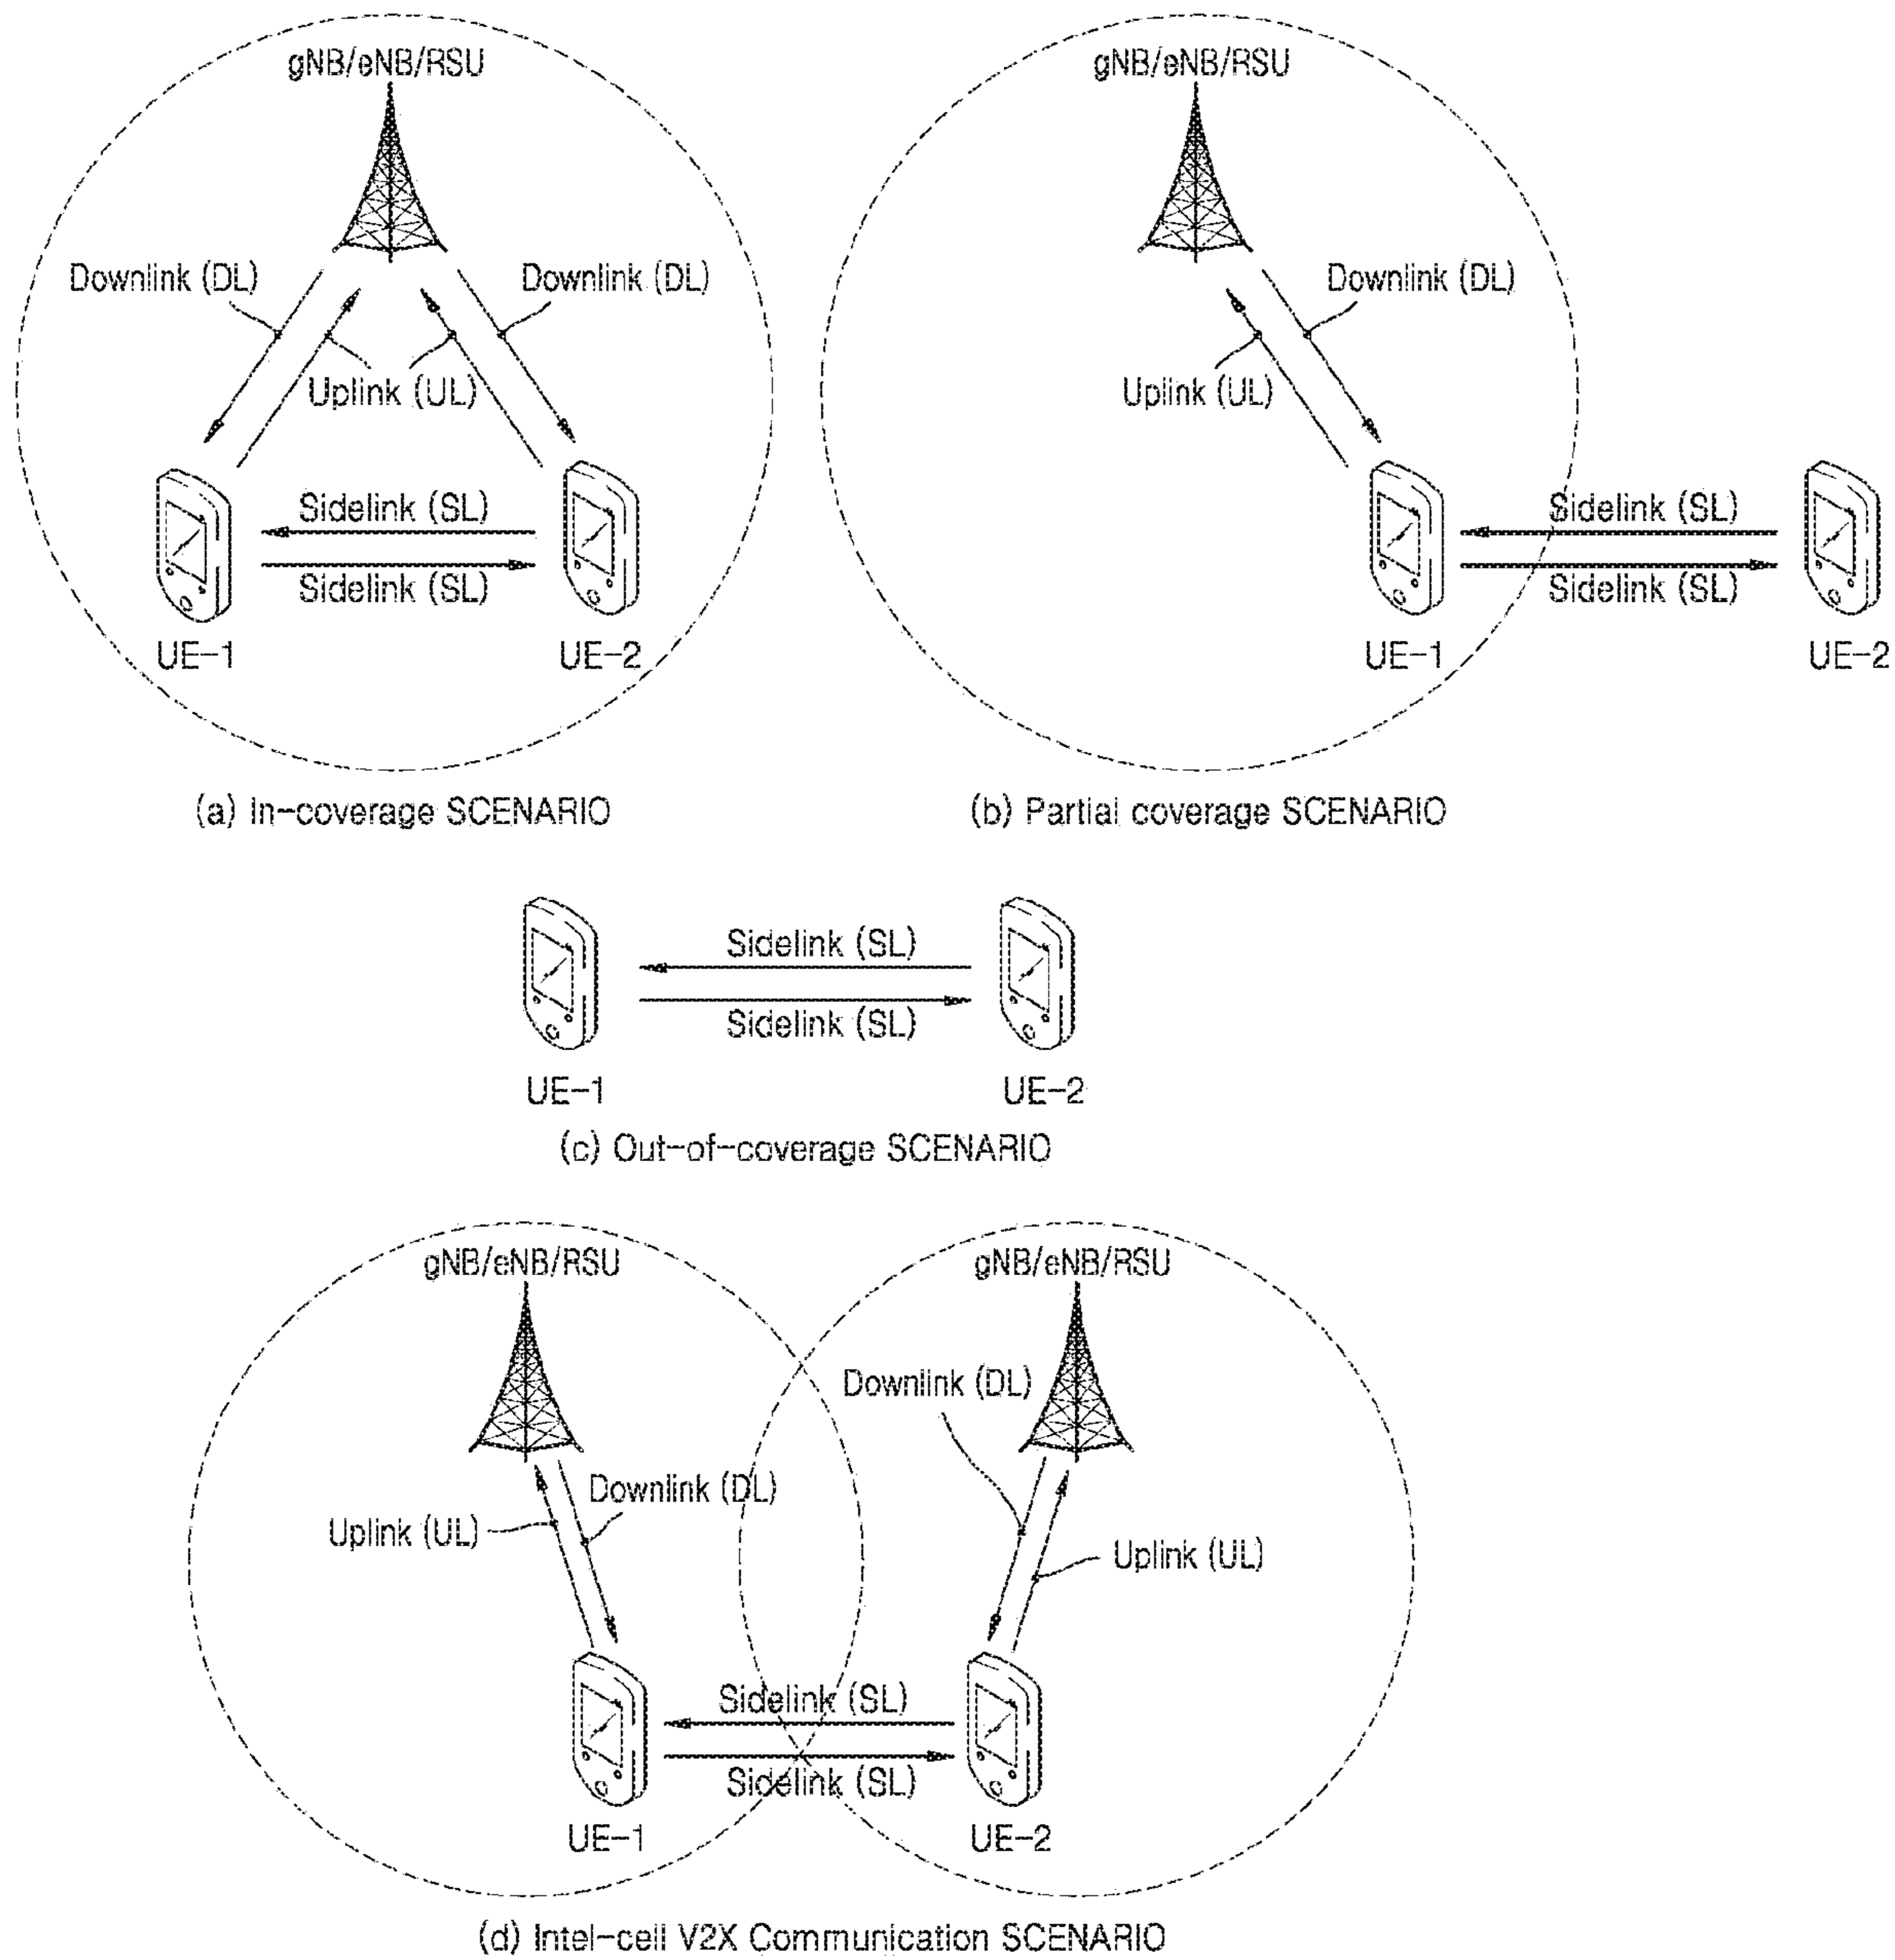 gNB/eNB/RSU
Downlink (DL)
Downlink (DL)
Uplink (UL)
Sidelink (SL)
Sidelink (SL)
UE-1
UE-2
(a) In-coverage SCENARIO
gNB/eNB/RSU
Downlink (DL)
Uplink (UL)
Sidelink (SL)
Sidelink (SL)
UE-1
UE-2
(b) Partial coverage SCENARIO
Sidelink (SL)
Sidelink (SL)
UE-1
UE-2
(c) Out-of-coverage SCENARIO
gNB/eNB/RSU
gNB/eNB/RSU
Downlink (DL)
Downlink (DL)
Uplink (UL)
Uplink (UL)
Sidelink (SL)
Sidelink (SL)
UE-1
UE-2
(d) Intel-cell V2X Communication SCENARIO